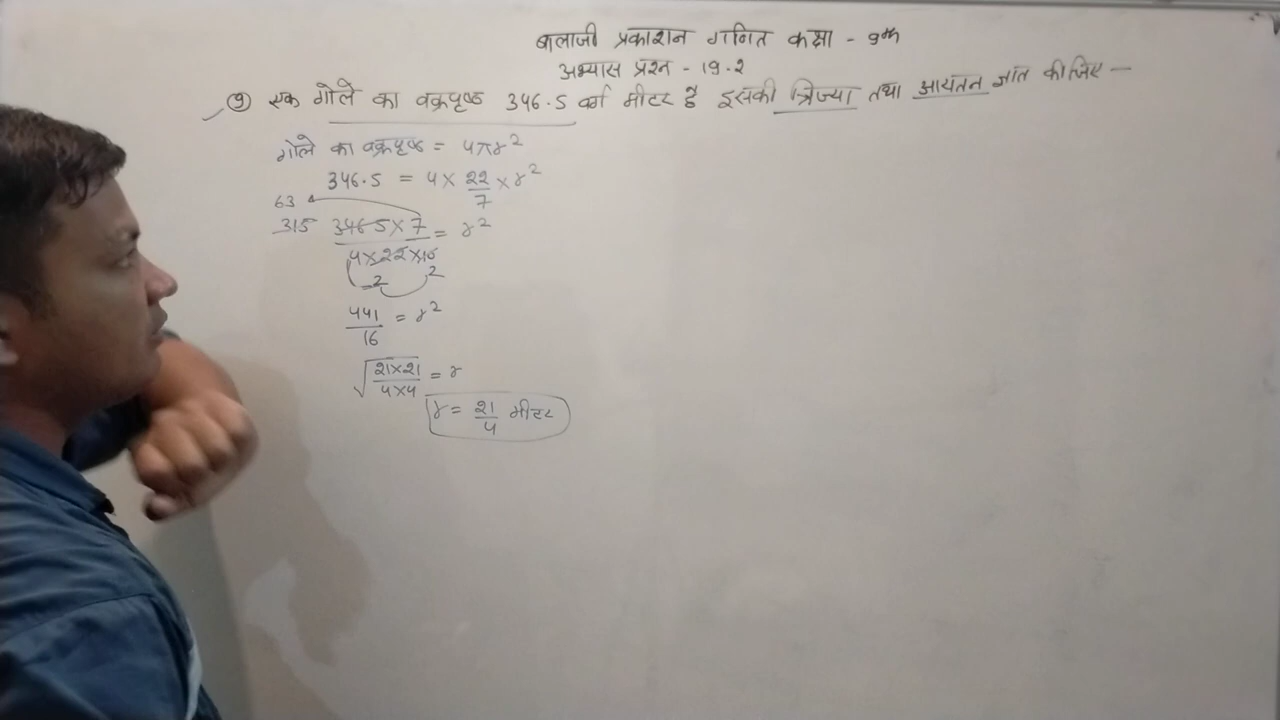 बालाजी प्रकाशन गणित कक्षा - 9th
अभ्यास प्रश्न - 19.2
9) एक गोले का वक्रपृष्ठ 346.5 वर्ग मीटर है इसकी त्रिज्या तथा आयतन ज्ञात कीजिए —
गोले का वक्रपृष्ठ = 4πr²
346.5 = 4 × 22/7 × r²
63
315 3465×7/4×22×10 = r²
2 2
441/16 = r²
√21×21/4×4 = r
r = 21/4 मीटर